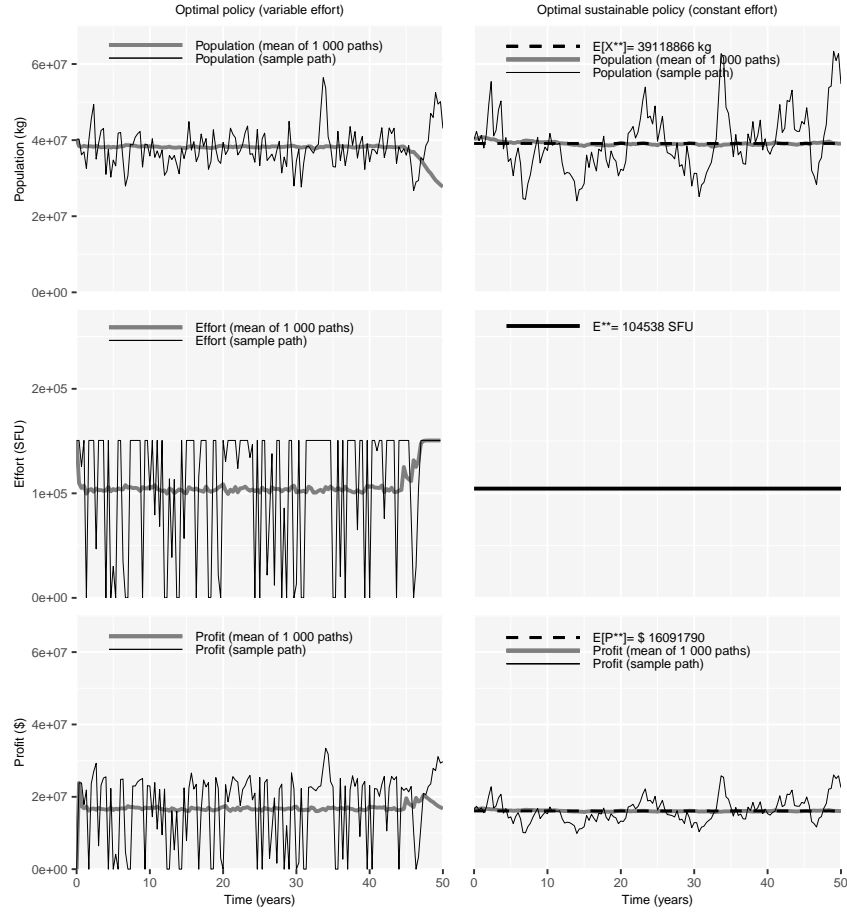 Optimal policy (variable effort)
Optimal sustainable policy (constant effort)
Population (kg)
6e+07
4e+07
2e+07
0e+00
Population (mean of 1 000 paths)
Population (sample path)
E[X**]= 39118866 kg
Population (mean of 1 000 paths)
Population (sample path)
Effort (SFU)
2e+05
1e+05
0e+00
Effort (mean of 1 000 paths)
Effort (sample path)
E**= 104538 SFU
Profit ($)
6e+07
4e+07
2e+07
0e+00
Profit (mean of 1 000 paths)
Profit (sample path)
E[P**]= $ 16091790
Profit (mean of 1 000 paths)
Profit (sample path)
0 10 20 30 40 50
Time (years)
0 10 20 30 40 50
Time (years)